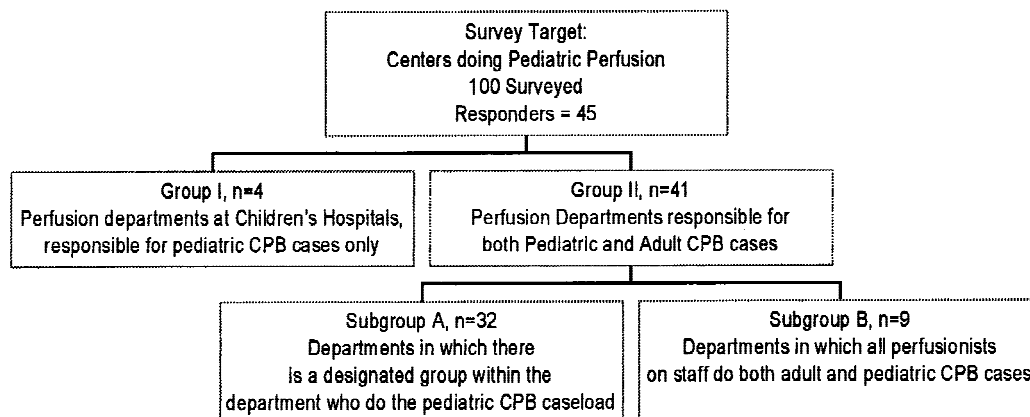 Survey Target:
Centers doing Pediatric Perfusion
100 Surveyed
Responders = 45
Group I, n=4
Perfusion departments at Children's Hospitals,
responsible for pediatric CPB cases only
Group II, n=41
Perfusion Departments responsible for
both Pediatric and Adult CPB cases
Subgroup A, n=32
Departments in which there
is a designated group within the
department who do the pediatric CPB caseload
Subgroup B, n=9
Departments in which all perfusionists
on staff do both adult and pediatric CPB cases